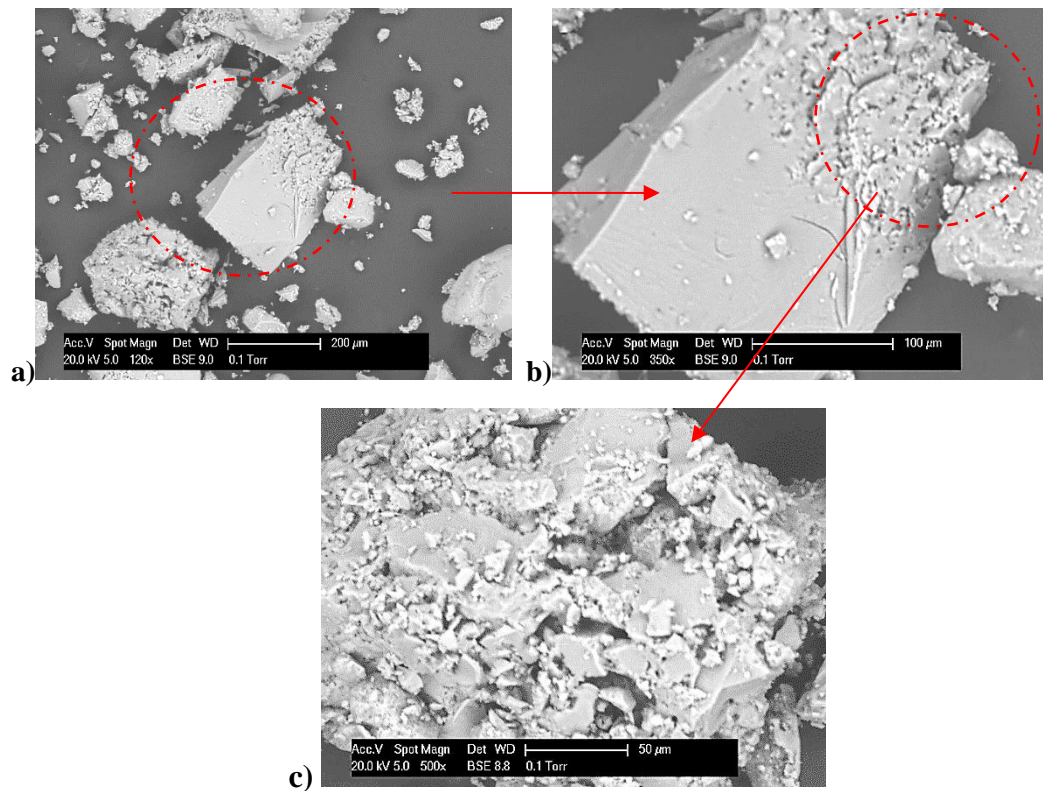 Acc.V Spot Magn Det WD 200 µm
20.0 kV 5.0 120x BSE 9.0 0.1 Torr
a)
Acc.V Spot Magn Det WD 100 µm
20.0 kV 5.0 350x BSE 9.0 0.1 Torr
b)
Acc.V Spot Magn Det WD 50 µm
20.0 kV 5.0 500x BSE 8.8 0.1 Torr
c)